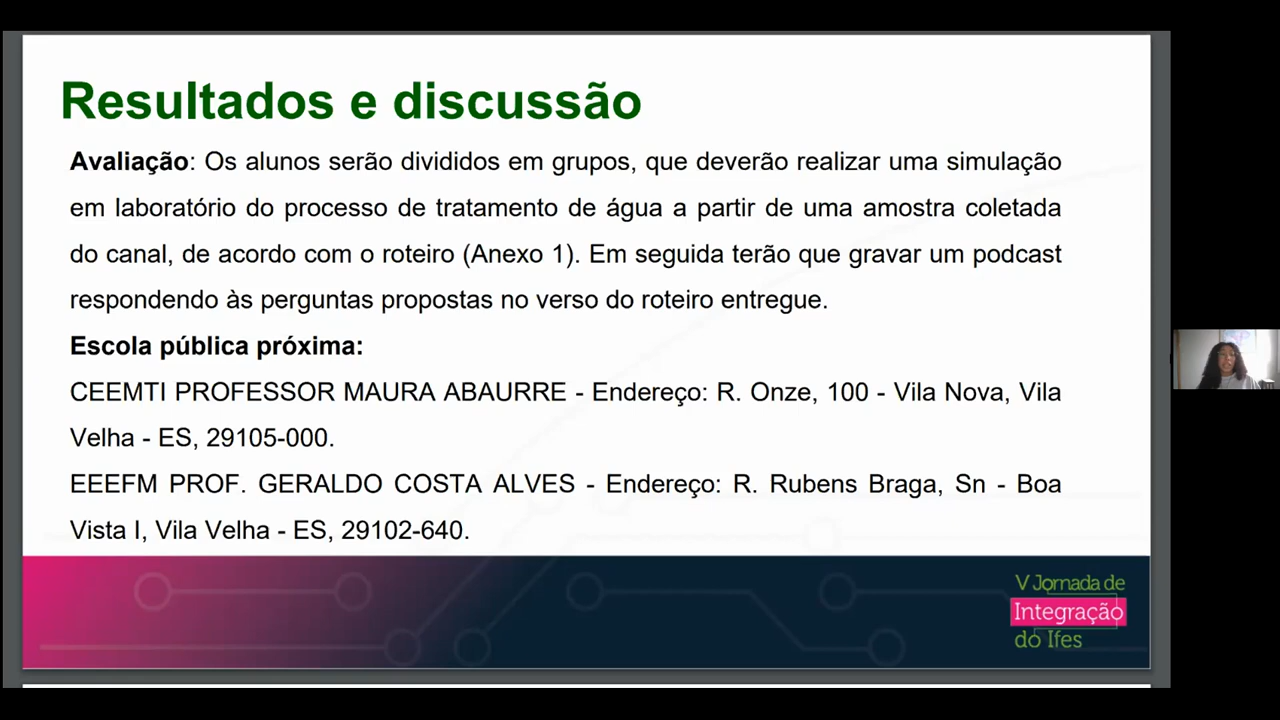 Resultados e discussão
Avaliação: Os alunos serão divididos em grupos, que deverão realizar uma simulação
em laboratório do processo de tratamento de água a partir de uma amostra coletada
do canal, de acordo com o roteiro (Anexo 1). Em seguida terão que gravar um podcast
respondendo às perguntas propostas no verso do roteiro entregue.
Escola pública próxima:
CEEMTI PROFESSOR MAURA ABAURRE - Endereço: R. Onze, 100 - Vila Nova, Vila
Velha - ES, 29105-000.
EEEFM PROF. GERALDO COSTA ALVES - Endereço: R. Rubens Braga, Sn - Boa
Vista I, Vila Velha - ES, 29102-640.
V Jornada de
Integração
do Ifes